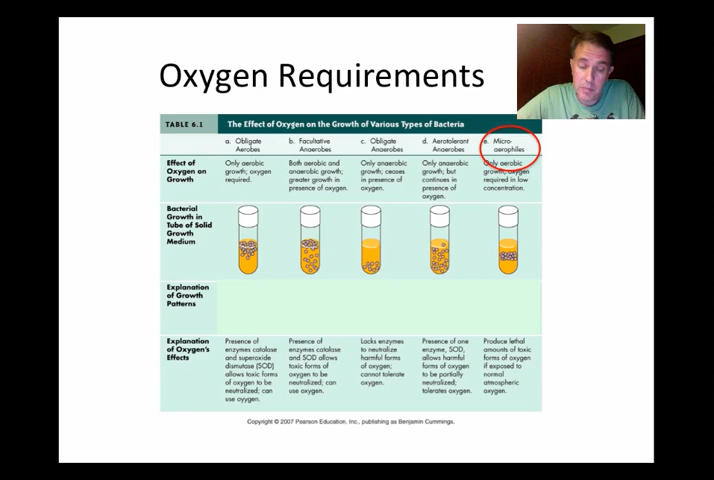 Oxygen Requirements
TABLE 6.1 The Effect of Oxygen on the Growth of Various Types of Bacteria
a. Obligate
Aerobes
b. Facultative
Anaerobes
c. Obligate
Anaerobes
d. Aerotolerant
Anaerobes
e. Micro-
aerophiles
Effect of
Oxygen on
Growth
Only aerobic
growth; oxygen
required.
Both aerobic and
anaerobic growth;
greater growth in
presence of oxygen.
Only anaerobic
growth; ceases
in presence of
oxygen.
Only anaerobic
growth; but
continues in
presence of
oxygen.
Only aerobic
growth; oxygen
required in low
concentration.
Bacterial
Growth in
Tube of Solid
Growth
Medium
Explanation
of Growth
Patterns
Explanation
of Oxygen's
Effects
Presence of
enzymes catalase
and superoxide
dismutase (SOD)
allows toxic forms
of oxygen to be
neutralized; can
use oxygen.
Presence of
enzymes catalase
and SOD allows
toxic forms of
oxygen to be
neutralized; can
use oxygen.
Lacks enzymes
to neutralize
harmful forms
of oxygen;
cannot tolerate
oxygen.
Presence of one
enzyme, SOD,
allows harmful
forms of oxygen
to be partially
neutralized;
tolerates oxygen.
Produce lethal
amounts of toxic
forms of oxygen
if exposed to
normal
atmospheric
oxygen.
Copyright © 2007 Pearson Education, Inc., publishing as Benjamin Cummings.